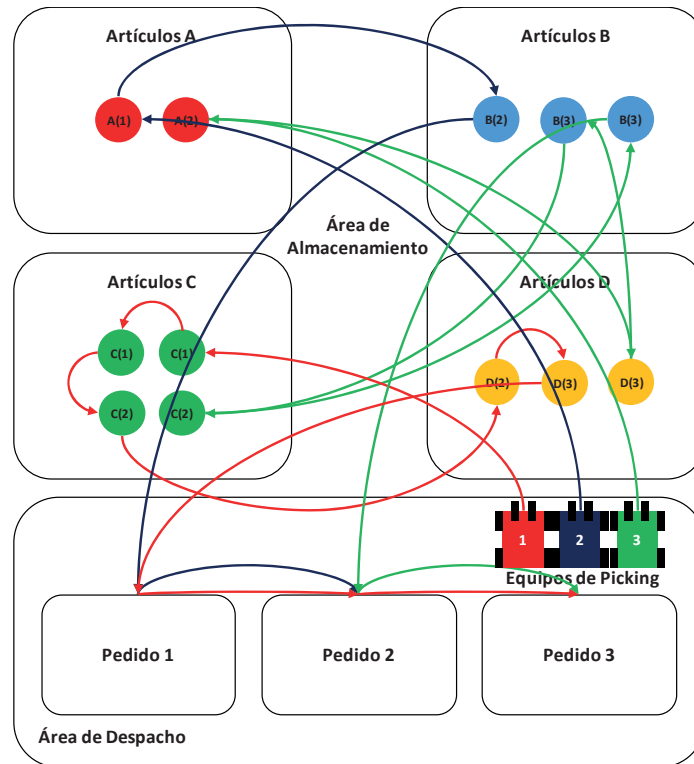 Artículos A
Artículos B
A(1)
A(2)
B(2)
B(3)
B(3)
Área de
Almacenamiento
Artículos C
Artículos D
C(1)
C(1)
C(2)
C(2)
D(2)
D(3)
D(3)
1
2
3
Equipos de Picking
Pedido 1
Pedido 2
Pedido 3
Área de Despacho